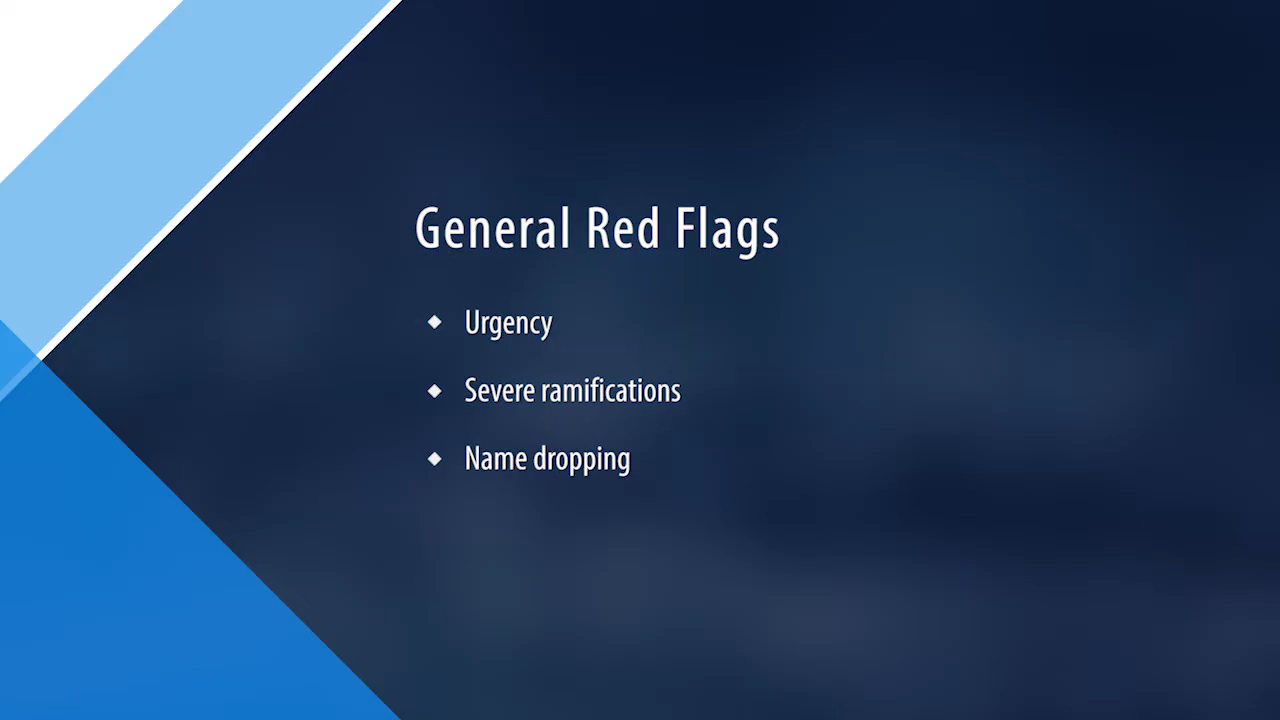 General Red Flags
Urgency
Severe ramifications
Name dropping